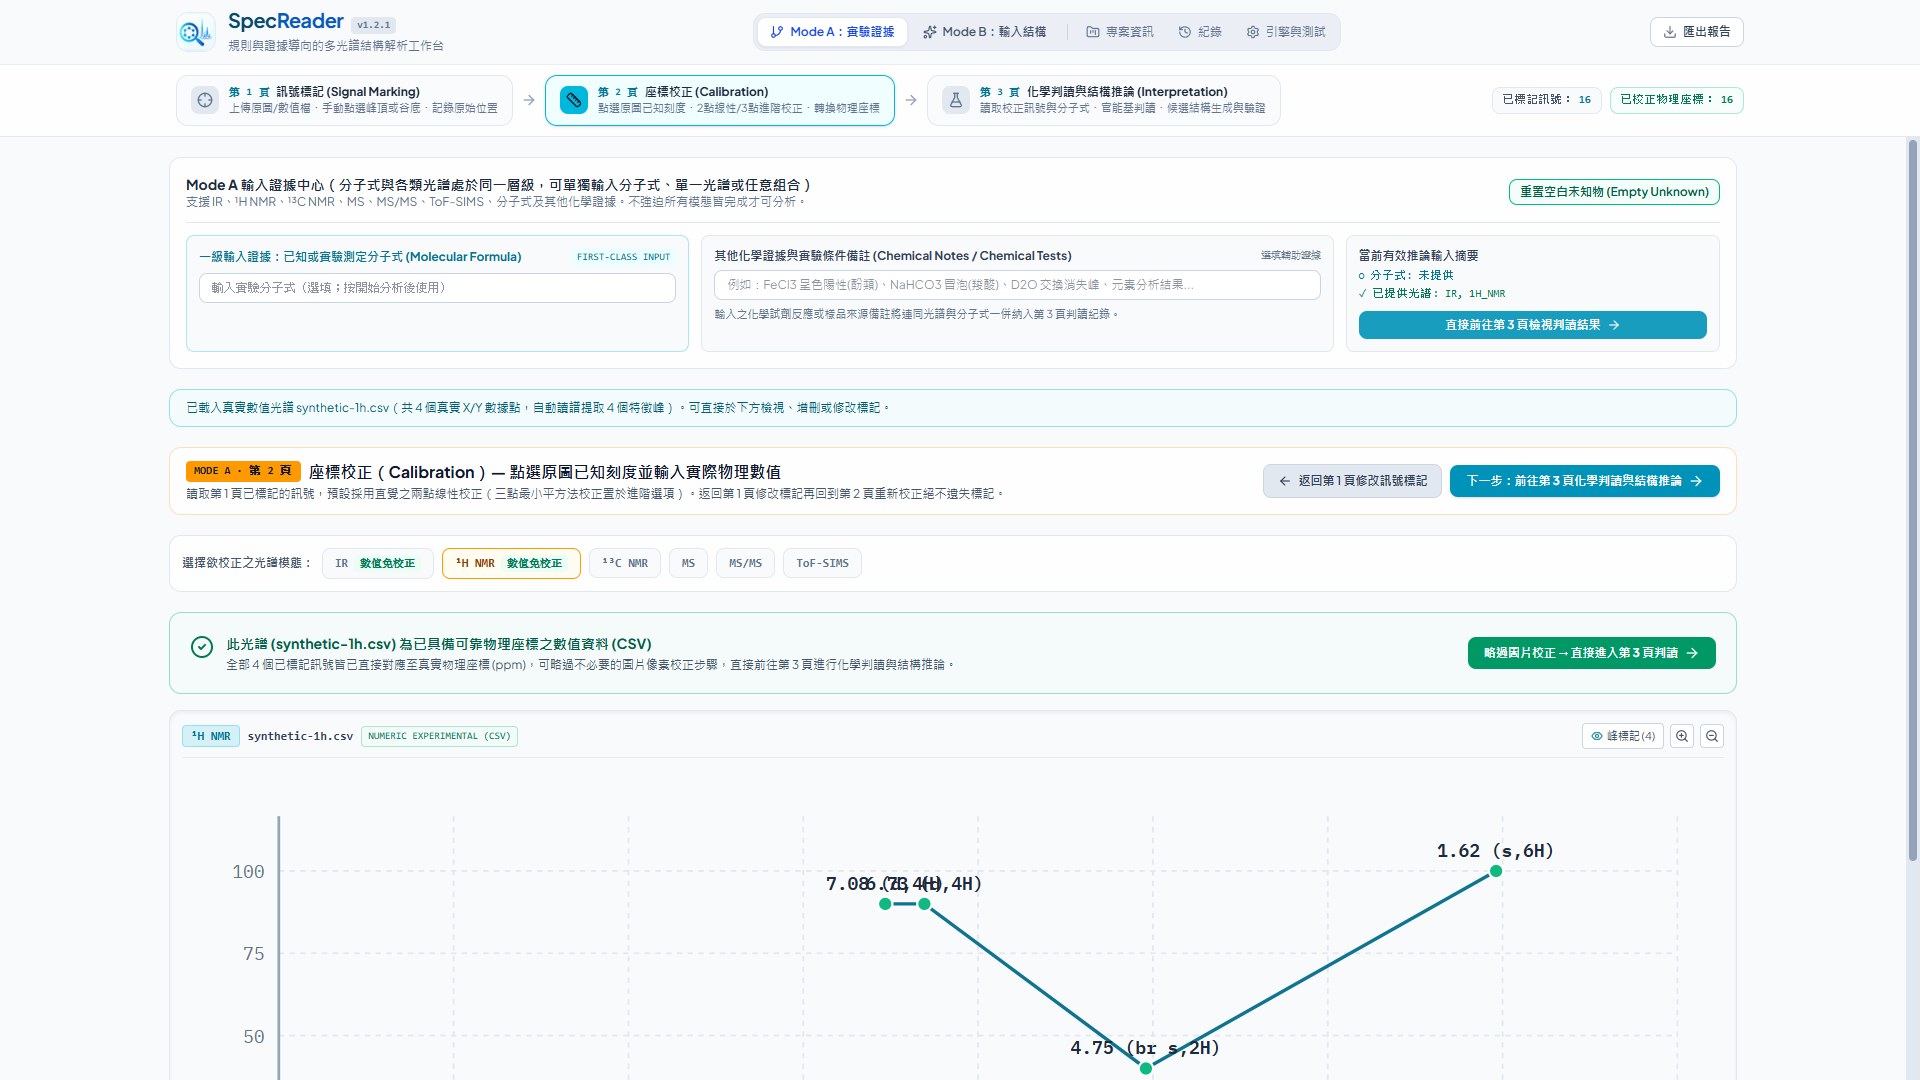 SpecReader v1.2.1
規則與證據導向的多光譜結構解析工作台
Mode A：實驗證據
Mode B：輸入結構
專案資訊
紀錄
引擎與測試
匯出報告
第 1 頁 訊號標記 (Signal Marking)
上傳原圖/數值檔・手動點選峰頂或谷底・記錄原始位置
第 2 頁 座標校正 (Calibration)
點選原圖已知刻度・2點線性/3點進階校正・轉換物理座標
第 3 頁 化學判讀與結構推論 (Interpretation)
讀取校正訊號與分子式・官能基判讀・候選結構生成與驗證
已標記訊號： 16
已校正物理座標： 16
Mode A 輸入證據中心（分子式與各類光譜處於同一層級，可單獨輸入分子式、單一光譜或任意組合）
支援 IR、¹H NMR、¹³C NMR、MS、MS/MS、ToF-SIMS、分子式及其他化學證據。不強迫所有模態皆完成才可分析。
重置空白未知物 (Empty Unknown)
一級輸入證據：已知或實驗測定分子式 (Molecular Formula)
FIRST-CLASS INPUT
輸入實驗分子式（選填；按開始分析後使用）
其他化學證據與實驗條件備註 (Chemical Notes / Chemical Tests)
選填輔助證據
例如：FeCl3 呈色陽性(酚類)、NaHCO3 冒泡(羧酸)、D2O 交換消失峰、元素分析結果...
輸入之化學試劑反應或樣品來源備註將連同光譜與分子式一併納入第 3 頁判讀紀錄。
當前有效推論輸入摘要
○ 分子式: 未提供
✓ 已提供光譜: IR, 1H_NMR
直接前往第 3 頁檢視判讀結果 →
已載入真實數值光譜 synthetic-1h.csv（共 4 個真實 X/Y 數據點，自動讀譜提取 4 個特徵峰）。可直接於下方檢視、增刪或修改標記。
MODE A · 第 2 頁
座標校正（Calibration）— 點選原圖已知刻度並輸入實際物理數值
讀取第 1 頁已標記的訊號，預設採用直覺之兩點線性校正（三點最小平方法校正置於進階選項）。返回第 1 頁修改標記再回到第 2 頁重新校正絕不遺失標記。
← 返回第 1 頁修改訊號標記
下一步：前往第 3 頁化學判讀與結構推論 →
選擇欲校正之光譜模態：
IR 數值免校正
¹H NMR 數值免校正
¹³C NMR
MS
MS/MS
ToF-SIMS
此光譜 (synthetic-1h.csv) 為已具備可靠物理座標之數值資料 (CSV)
全部 4 個已標記訊號皆已直接對應至真實物理座標 (ppm)，可略過不必要的圖片像素校正步驟，直接前往第 3 頁進行化學判讀與結構推論。
略過圖片校正 → 直接進入第 3 頁判讀 →
¹H NMR
synthetic-1h.csv
NUMERIC EXPERIMENTAL (CSV)
峰標記 (4)
100
75
50
1.62 (s,6H)
4.75 (br s,2H)